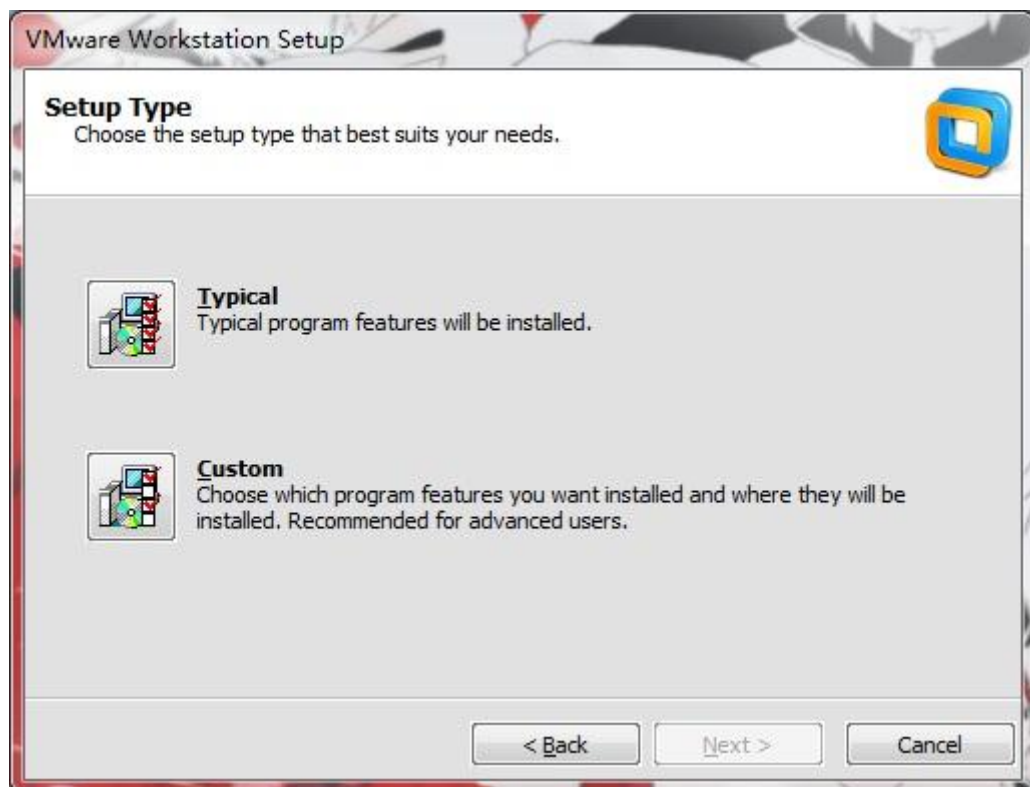 VMware Workstation Setup
Setup Type
Choose the setup type that best suits your needs.
Typical
Typical program features will be installed.
Custom
Choose which program features you want installed and where they will be
installed. Recommended for advanced users.
< Back
Next >
Cancel